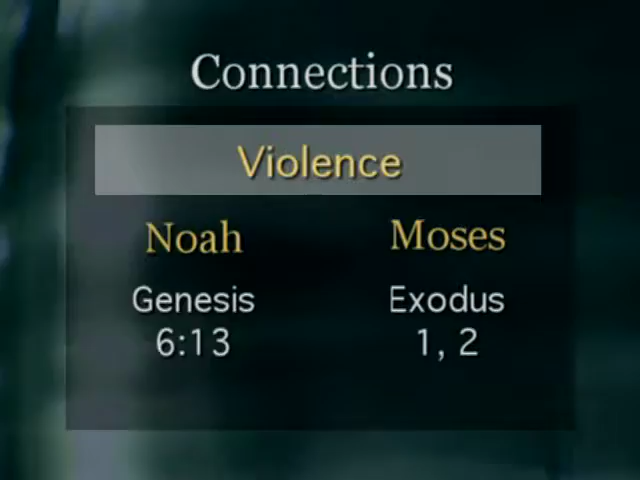 Connections
Violence
Noah Moses
Genesis Exodus
6:13 1, 2